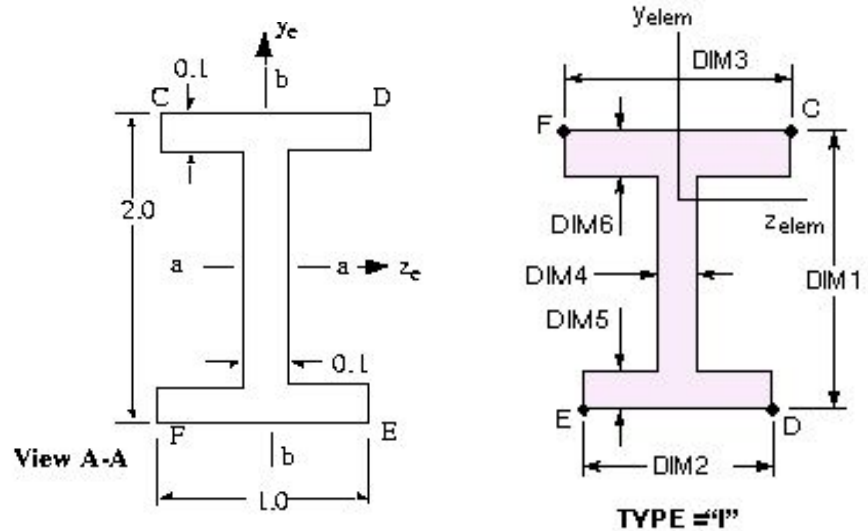 yₑ
0.1
b
C
D
2.0
a
a
zₑ
0.1
F
E
View A-A
b
1.0
yelem
DIM3
F
C
DIM6
zelem
DIM4
DIM1
DIM5
E
D
DIM2
TYPE ="I"